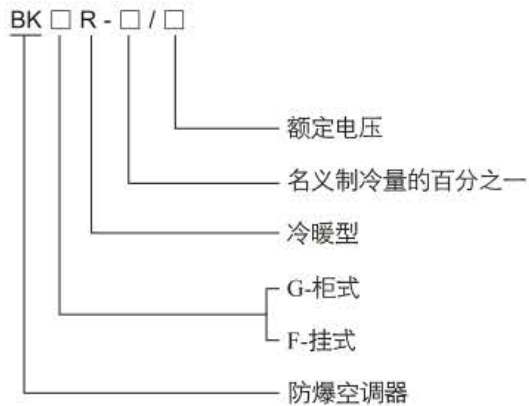 BK□R-□/□
额定电压
名义制冷量的百分之一
冷暖型
G-柜式
F-挂式
防爆空调器